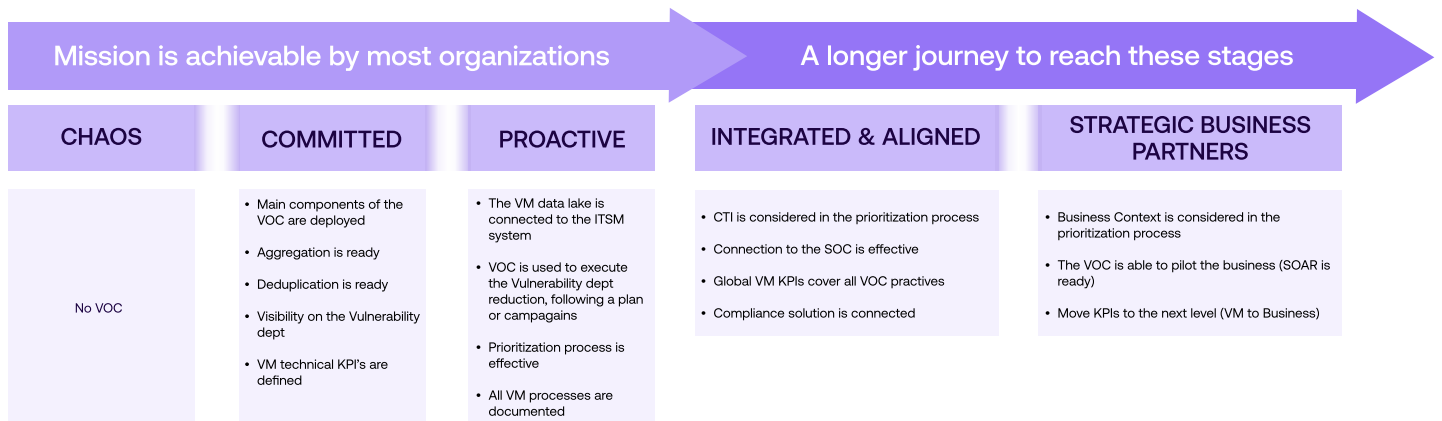 Mission is achievable by most organizations
A longer journey to reach these stages
CHAOS
No VOC
COMMITTED
• Main components of the
VOC are deployed
• Aggregation is ready
• Deduplication is ready
• Visibility on the Vulnerability
dept
• VM technical KPI's are
defined
PROACTIVE
• The VM data lake is
connected to the ITSM
system
• VOC is used to execute
the Vulnerability dept
reduction, following a plan
or campagains
• Prioritization process is
effective
• All VM processes are
documented
INTEGRATED & ALIGNED
• CTI is considered in the prioritization process
• Connection to the SOC is effective
• Global VM KPIs cover all VOC practives
• Compliance solution is connected
STRATEGIC BUSINESS
PARTNERS
• Business Context is considered in the
prioritization process
• The VOC is able to pilot the business (SOAR is
ready)
• Move KPIs to the next level (VM to Business)